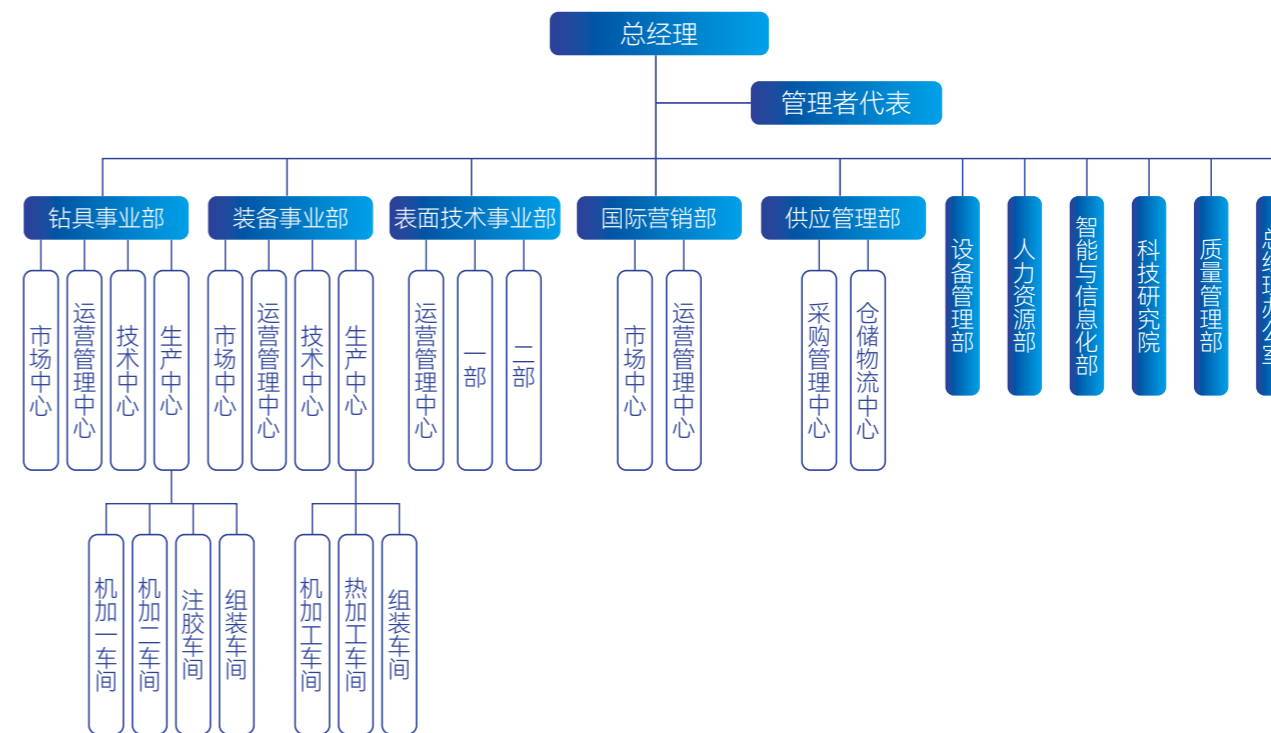 总经理
管理者代表
钻具事业部
装备事业部
表面技术事业部
国际营销部
供应管理部
设备管理部
人力资源部
智能与信息化部
科技研究院
质量管理部
总经理办公室
市场中心
运营管理中心
技术中心
生产中心
市场中心
运营管理中心
技术中心
生产中心
运营管理中心
一部
二部
市场中心
运营管理中心
采购管理中心
仓储物流中心
机加一车间
机加二车间
注胶车间
组装车间
机加工车间
热加工车间
组装车间